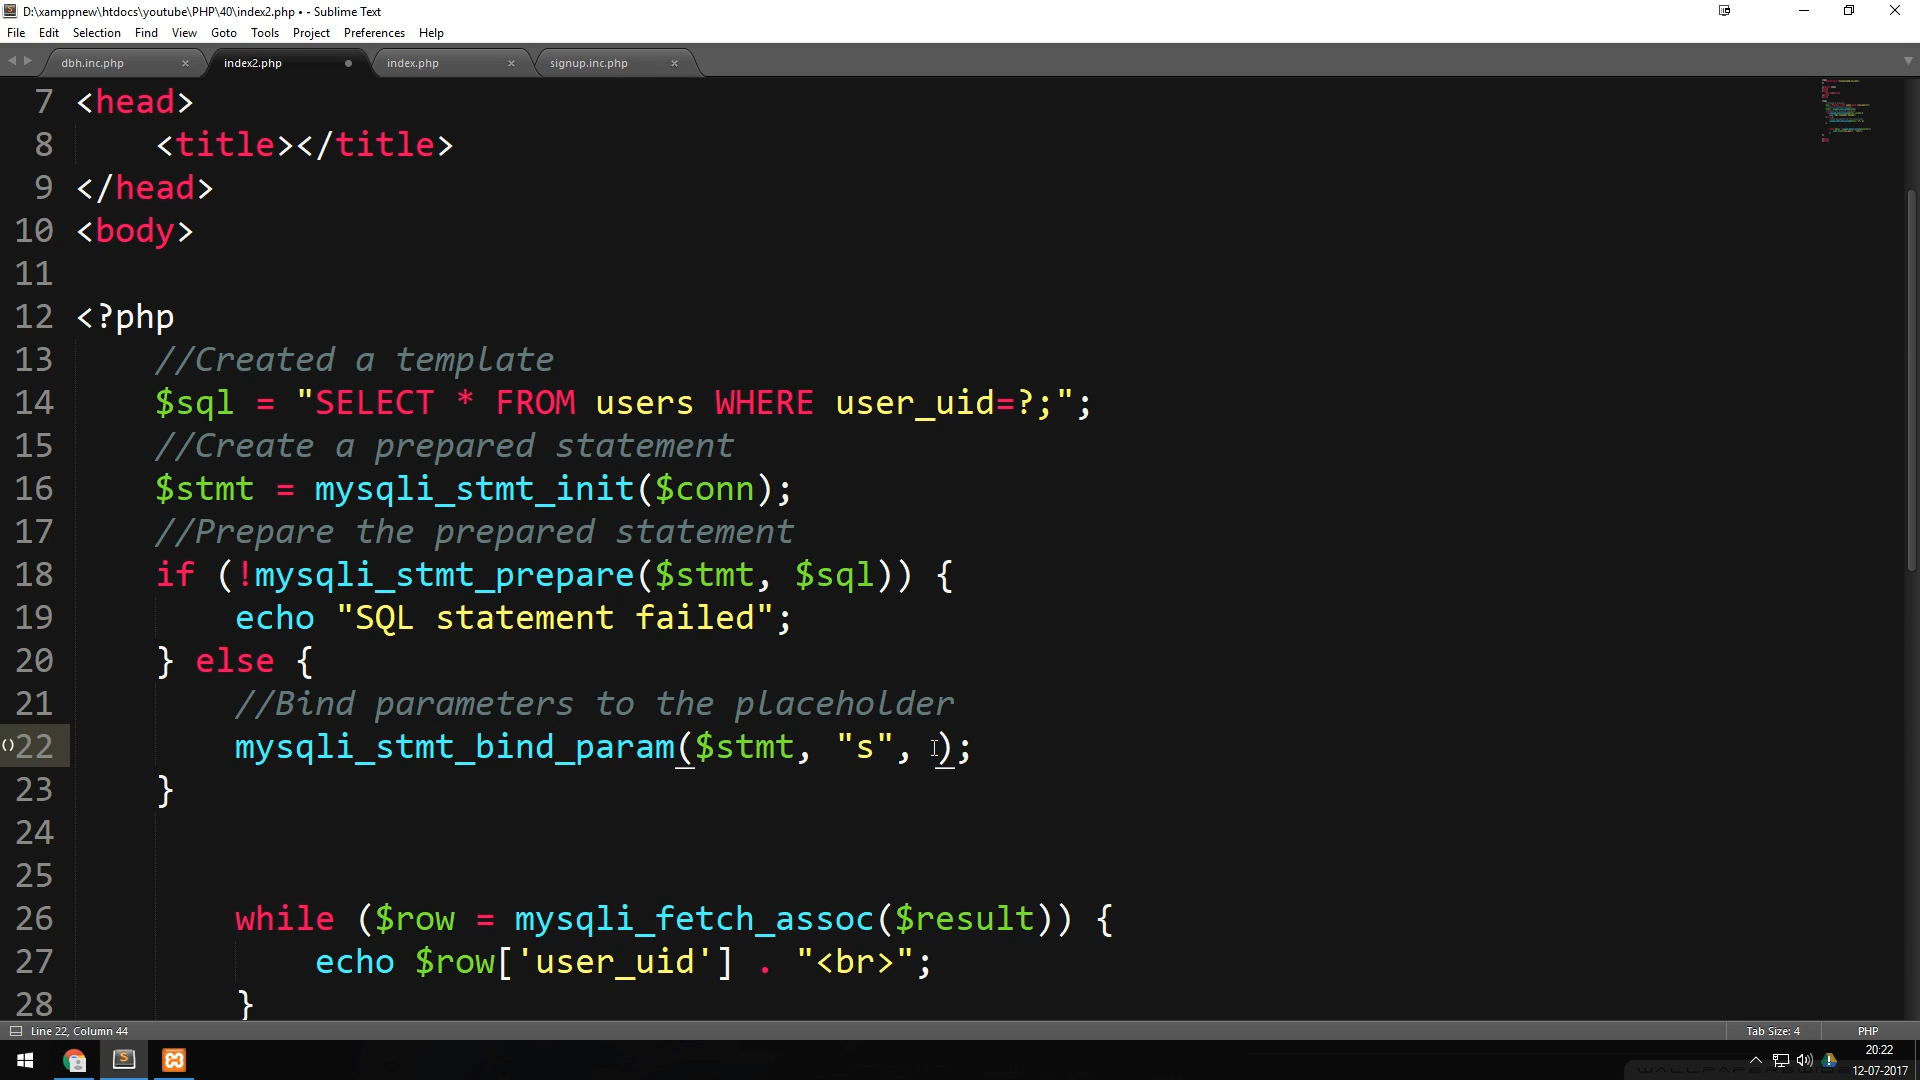 D:\xamppnew\htdocs\youtube\PHP\40\index2.php • - Sublime Text
File Edit Selection Find View Goto Tools Project Preferences Help
dbh.inc.php × index2.php index.php × signup.inc.php ×
7 <head>
8 <title></title>
9 </head>
10 <body>
11
12 <?php
13 //Created a template
14 $sql = "SELECT * FROM users WHERE user_uid=?;";
15 //Create a prepared statement
16 $stmt = mysqli_stmt_init($conn);
17 //Prepare the prepared statement
18 if (!mysqli_stmt_prepare($stmt, $sql)) {
19 echo "SQL statement failed";
20 } else {
21 //Bind parameters to the placeholder
22 mysqli_stmt_bind_param($stmt, "s", );
23 }
24
25
26 while ($row = mysqli_fetch_assoc($result)) {
27 echo $row['user_uid'] . "<br>";
28 }
Line 22, Column 44 Tab Size: 4 PHP
20:22
12-07-2017